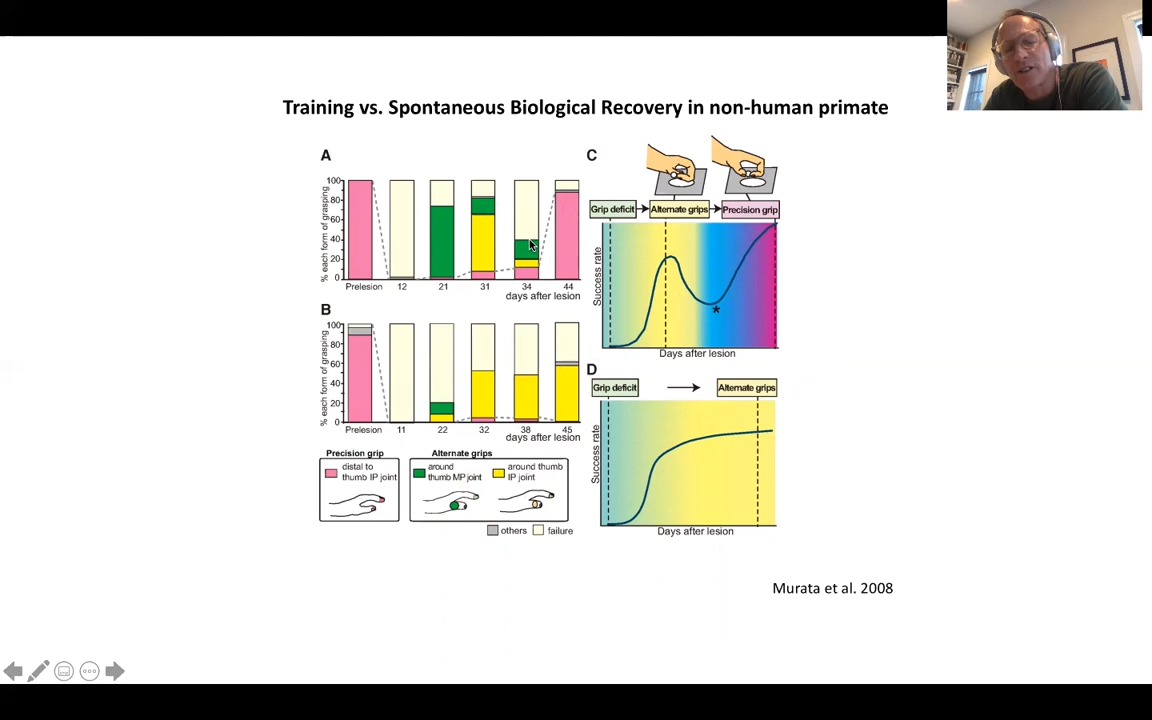 Training vs. Spontaneous Biological Recovery in non-human primate
A
% each form of grasping
100
80
60
40
20
0
Prelesion 12 21 31 34 44
days after lesion
B
% each form of grasping
100
80
60
40
20
0
Prelesion 11 22 32 38 45
days after lesion
Precision grip
distal to
thumb IP joint
Alternate grips
around
thumb MP joint
around thumb
IP joint
others failure
C
Grip deficit Alternate grips Precision grip
Success rate
*
Days after lesion
D
Grip deficit Alternate grips
Success rate
Days after lesion
Murata et al. 2008